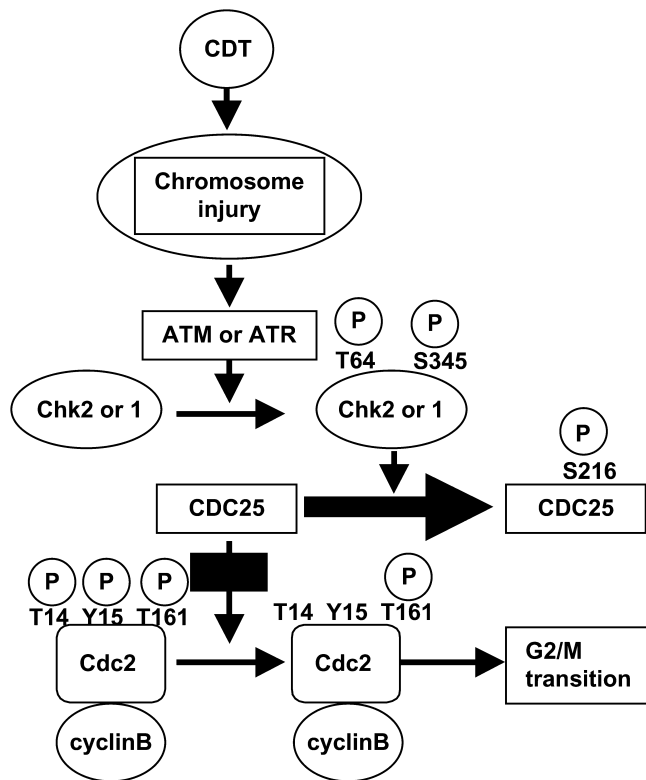 CDT
Chromosome
injury
ATM or ATR
P
P
T64
S345
Chk2 or 1
Chk2 or 1
P
S216
CDC25
CDC25
P
P
P
P
T14
Y15
T161
T14
Y15
T161
Cdc2
Cdc2
G2/M
transition
cyclinB
cyclinB